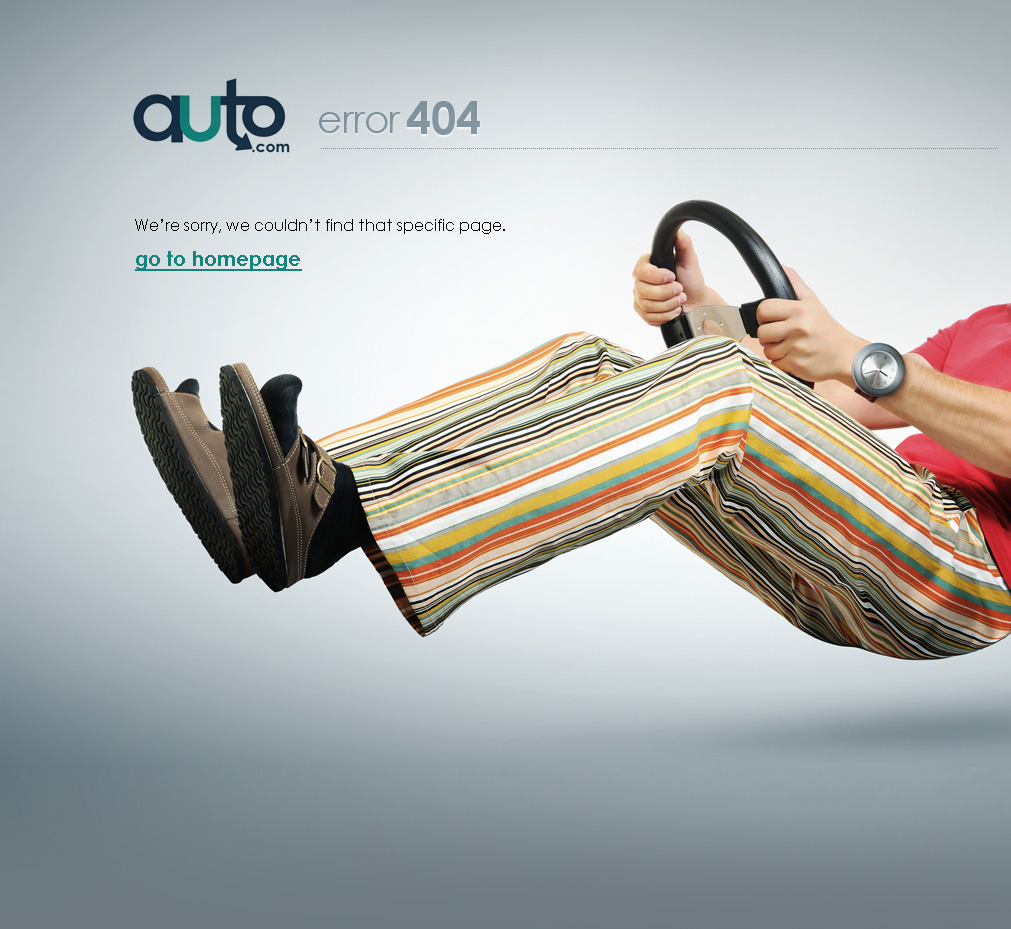 auto
.com
error 404
We're sorry, we couldn't find that specific page.
go to homepage